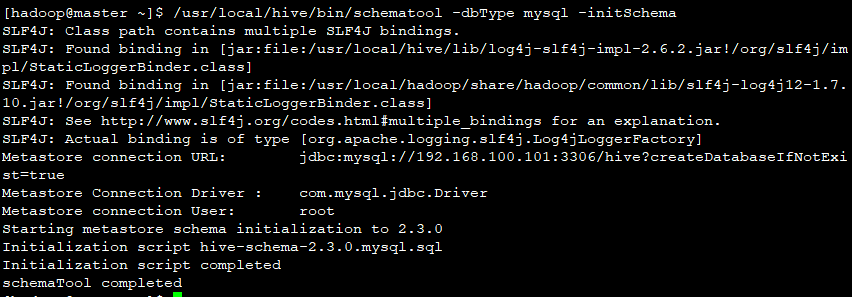 [hadoop@master ~]$ /usr/local/hive/bin/schematool -dbType mysql -initSchema
SLF4J: Class path contains multiple SLF4J bindings.
SLF4J: Found binding in [jar:file:/usr/local/hive/lib/log4j-slf4j-impl-2.6.2.jar!/org/slf4j/im
pl/StaticLoggerBinder.class]
SLF4J: Found binding in [jar:file:/usr/local/hadoop/share/hadoop/common/lib/slf4j-log4j12-1.7.
10.jar!/org/slf4j/impl/StaticLoggerBinder.class]
SLF4J: See http://www.slf4j.org/codes.html#multiple_bindings for an explanation.
SLF4J: Actual binding is of type [org.apache.logging.slf4j.Log4jLoggerFactory]
Metastore connection URL:        jdbc:mysql://192.168.100.101:3306/hive?createDatabaseIfNotExi
st=true
Metastore Connection Driver :    com.mysql.jdbc.Driver
Metastore connection User:       root
Starting metastore schema initialization to 2.3.0
Initialization script hive-schema-2.3.0.mysql.sql
Initialization script completed
schemaTool completed